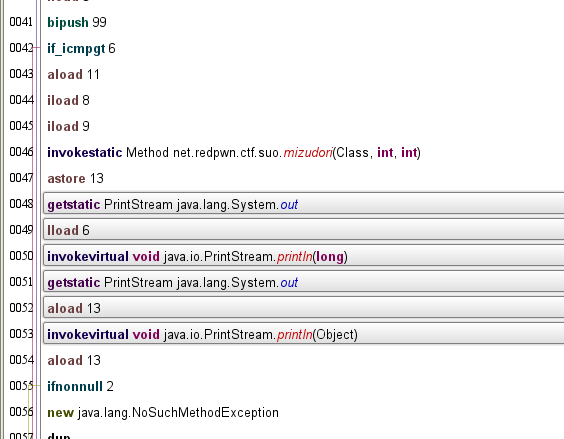 0041 bipush 99
0042 if_icmpgt 6
0043 aload 11
0044 iload 8
0045 iload 9
0046 invokestatic Method net.redpwn.ctf.suo.mizudori(Class, int, int)
0047 astore 13
0048 getstatic PrintStream java.lang.System.out
0049 lload 6
0050 invokevirtual void java.io.PrintStream.println(long)
0051 getstatic PrintStream java.lang.System.out
0052 aload 13
0053 invokevirtual void java.io.PrintStream.println(Object)
0054 aload 13
0055 ifnonnull 2
0056 new java.lang.NoSuchMethodException
0057 dup